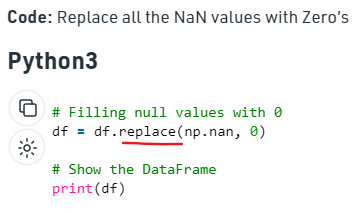 Code: Replace all the NaN values with Zero's
Python3
# Filling null values with 0
df = df.replace(np.nan, 0)
# Show the DataFrame
print(df)